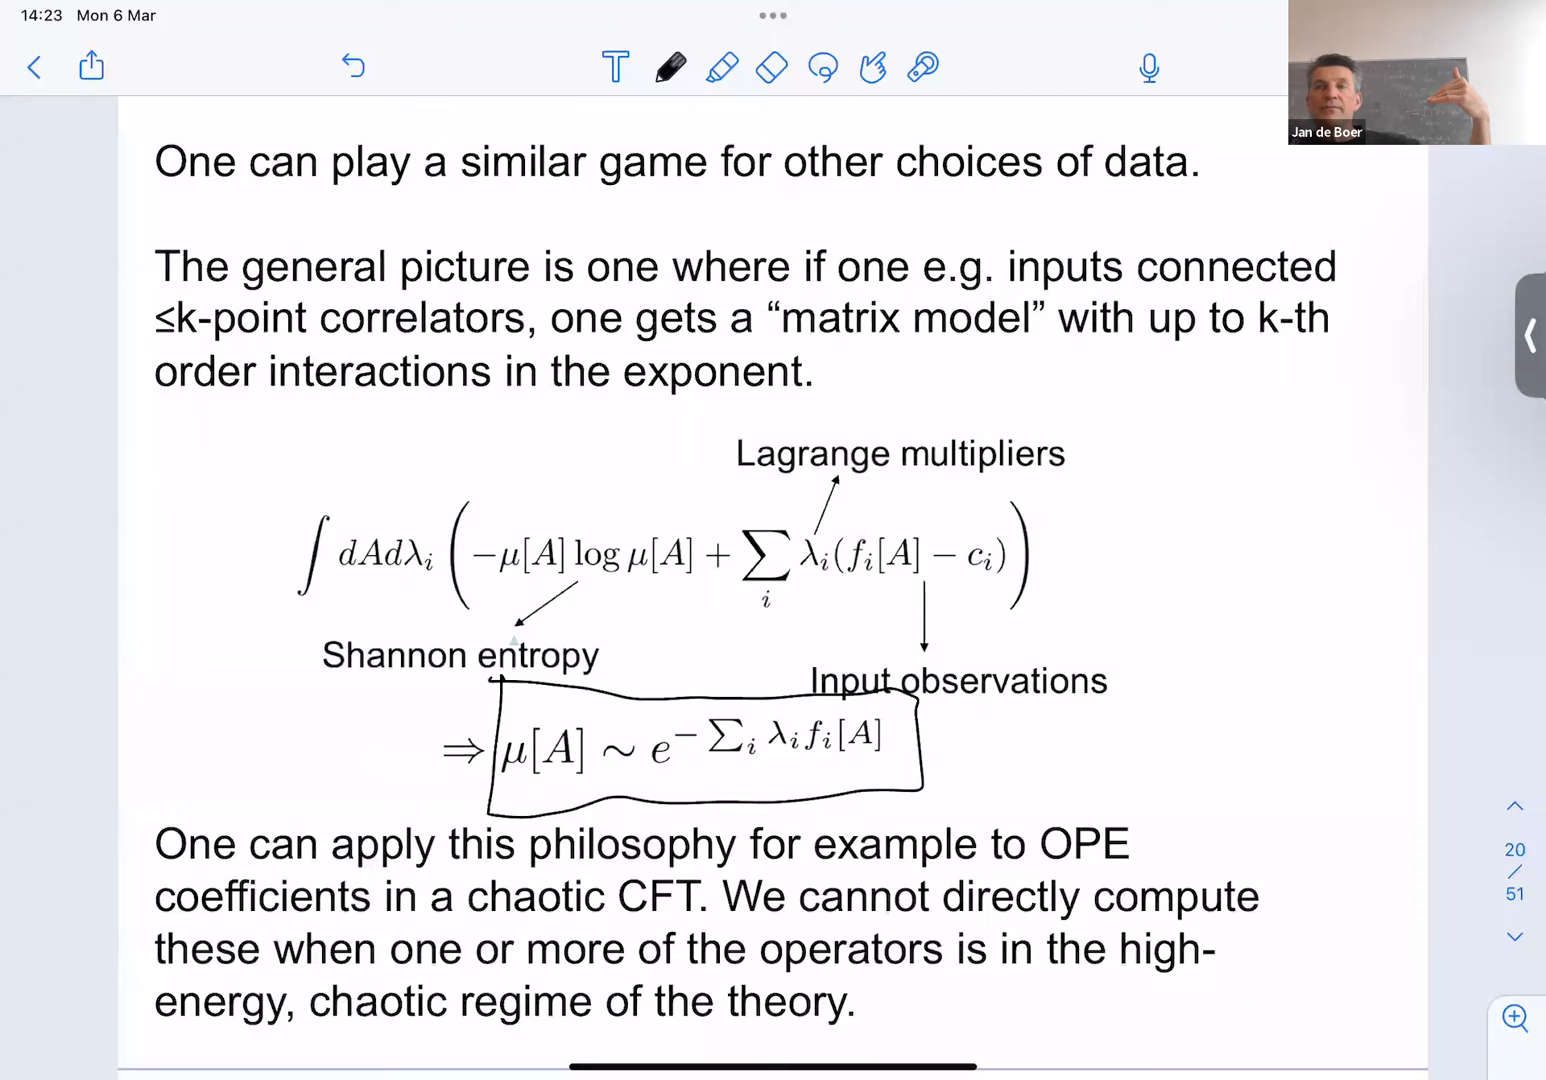 14:23 Mon 6 Mar
Jan de Boer
One can play a similar game for other choices of data.
The general picture is one where if one e.g. inputs connected
≤k-point correlators, one gets a “matrix model” with up to k-th
order interactions in the exponent.
Lagrange multipliers
∫ dAdλ_i ( −μ[A] log μ[A] + ∑_i λ_i(f_i[A] − c_i) )
Shannon entropy
Input observations
⇒ μ[A] ∼ e^{−∑_i λ_i f_i[A]}
One can apply this philosophy for example to OPE
coefficients in a chaotic CFT. We cannot directly compute
these when one or more of the operators is in the high-
energy, chaotic regime of the theory.
20
/
51